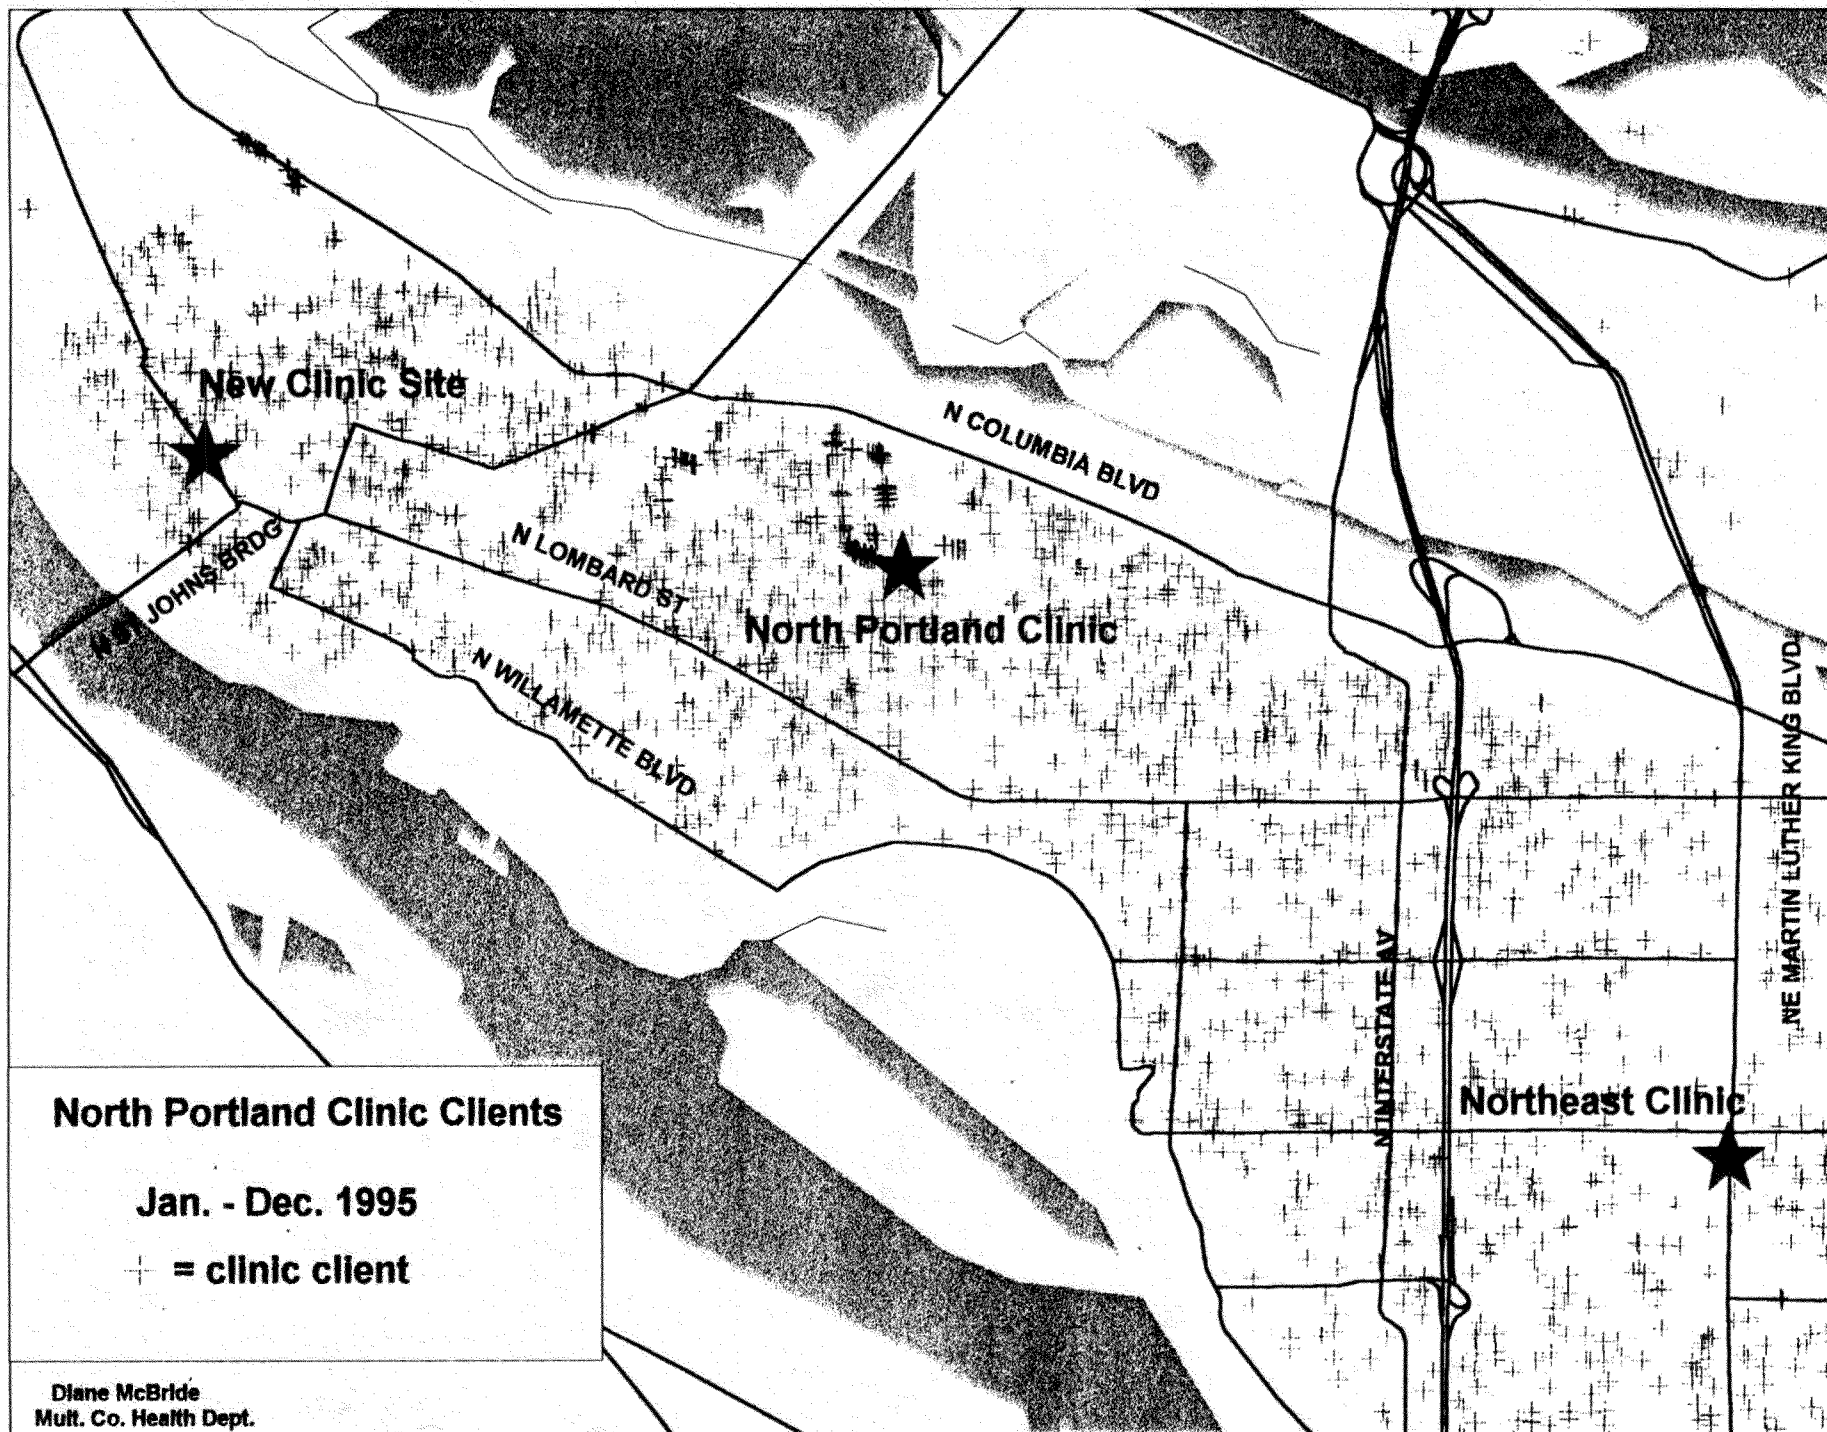 New Clinic Site
N COLUMBIA BLVD
N LOMBARD ST
N ST JOHNS BRDG
North Portland Clinic
N WILLAMETTE BLVD
NE MARTIN LUTHER KING BLVD
N INTERSTATE AV
Northeast Clinic
North Portland Clinic Clients
Jan. - Dec. 1995
+ = clinic client
Diane McBride
Mult. Co. Health Dept.